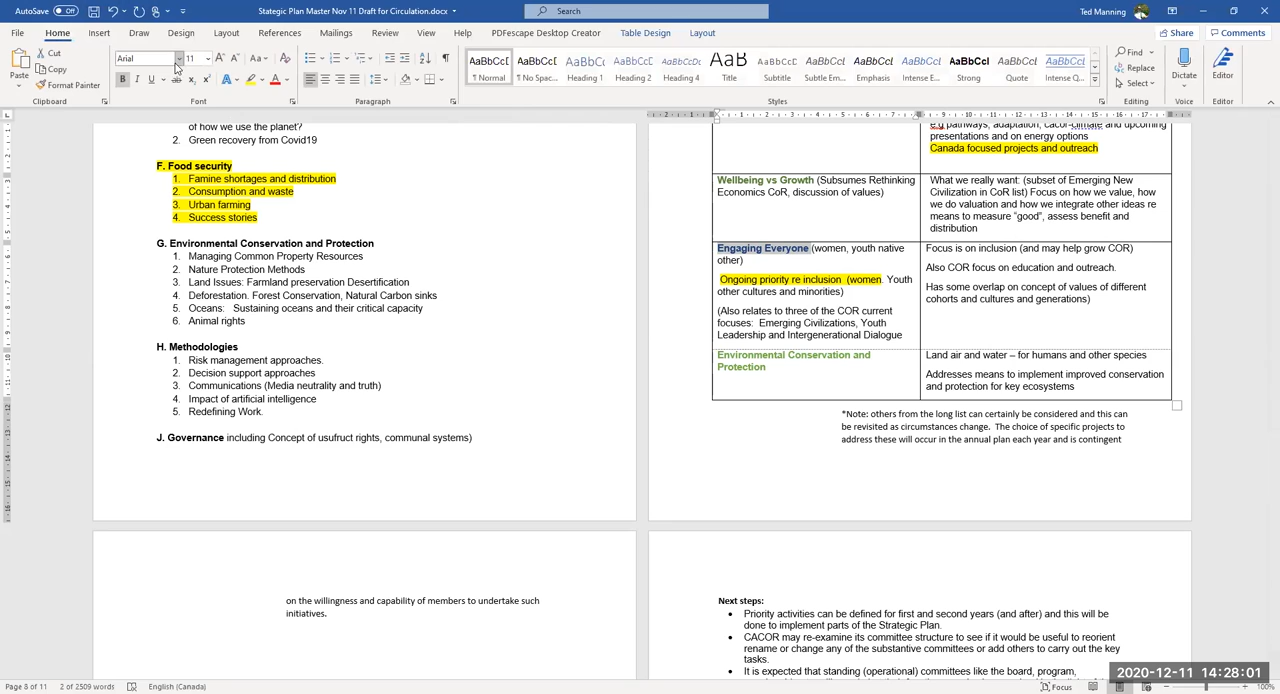 AutoSave Off Stategic Plan Master Nov 11 Draft for Circulation.docx Search Ted Manning
File Home Insert Draw Design Layout References Mailings Review View Help PDFescape Desktop Creator Table Design Layout Share Comments
Paste Cut Copy Format Painter Clipboard
Arial 11 Font
Paragraph
AaBbCcI ¶ Normal AaBbCcI ¶ No Spac... AaBbC( Heading 1 AaBbCcI Heading 2 AaBbCcDc Heading 4 AaB Title AaBbCcC Subtitle AaBbCcI Subtle Em... AaBbCcI Emphasis AaBbCcI Intense E... AaBbCcI Strong AaBbCcI Quote AaBbCcI Intense Q...
Styles
Find Replace Select Editing
Dictate Voice
Editor Editor
of how we use the planet?
2. Green recovery from Covid19
F. Food security
1. Famine shortages and distribution
2. Consumption and waste
3. Urban farming
4. Success stories
G. Environmental Conservation and Protection
1. Managing Common Property Resources
2. Nature Protection Methods
3. Land Issues: Farmland preservation Desertification
4. Deforestation. Forest Conservation, Natural Carbon sinks
5. Oceans: Sustaining oceans and their critical capacity
6. Animal rights
H. Methodologies
1. Risk management approaches.
2. Decision support approaches
3. Communications (Media neutrality and truth)
4. Impact of artificial intelligence
5. Redefining Work.
J. Governance including Concept of usufruct rights, communal systems)
e.g pathways, adaptation, cacor-climate and upcoming
presentations and on energy options
Canada focused projects and outreach
Wellbeing vs Growth (Subsumes Rethinking
Economics CoR, discussion of values)
What we really want: (subset of Emerging New
Civilization in CoR list) Focus on how we value, how
we do valuation and how we integrate other ideas re
means to measure “good”, assess benefit and
distribution
Engaging Everyone (women, youth native
other)
Ongoing priority re inclusion (women. Youth
other cultures and minorities)
(Also relates to three of the COR current
focuses: Emerging Civilizations, Youth
Leadership and Intergenerational Dialogue
Focus is on inclusion (and may help grow COR)
Also COR focus on education and outreach.
Has some overlap on concept of values of different
cohorts and cultures and generations)
Environmental Conservation and
Protection
Land air and water – for humans and other species
Addresses means to implement improved conservation
and protection for key ecosystems
*Note: others from the long list can certainly be considered and this can
be revisited as circumstances change. The choice of specific projects to
address these will occur in the annual plan each year and is contingent
on the willingness and capability of members to undertake such
initiatives.
Next steps:
• Priority activities can be defined for first and second years (and after) and this will
be done to implement parts of the Strategic Plan.
• CACOR may re-examine its committee structure to see if it would be useful to reorient
rename or change any of the substantive committees or add others to carry out the key
tasks.
• It is expected that standing (operational) committees like the board, program,
2020-12-11 14:28:01
Page 8 of 11 2 of 2509 words English (Canada) Focus 100%